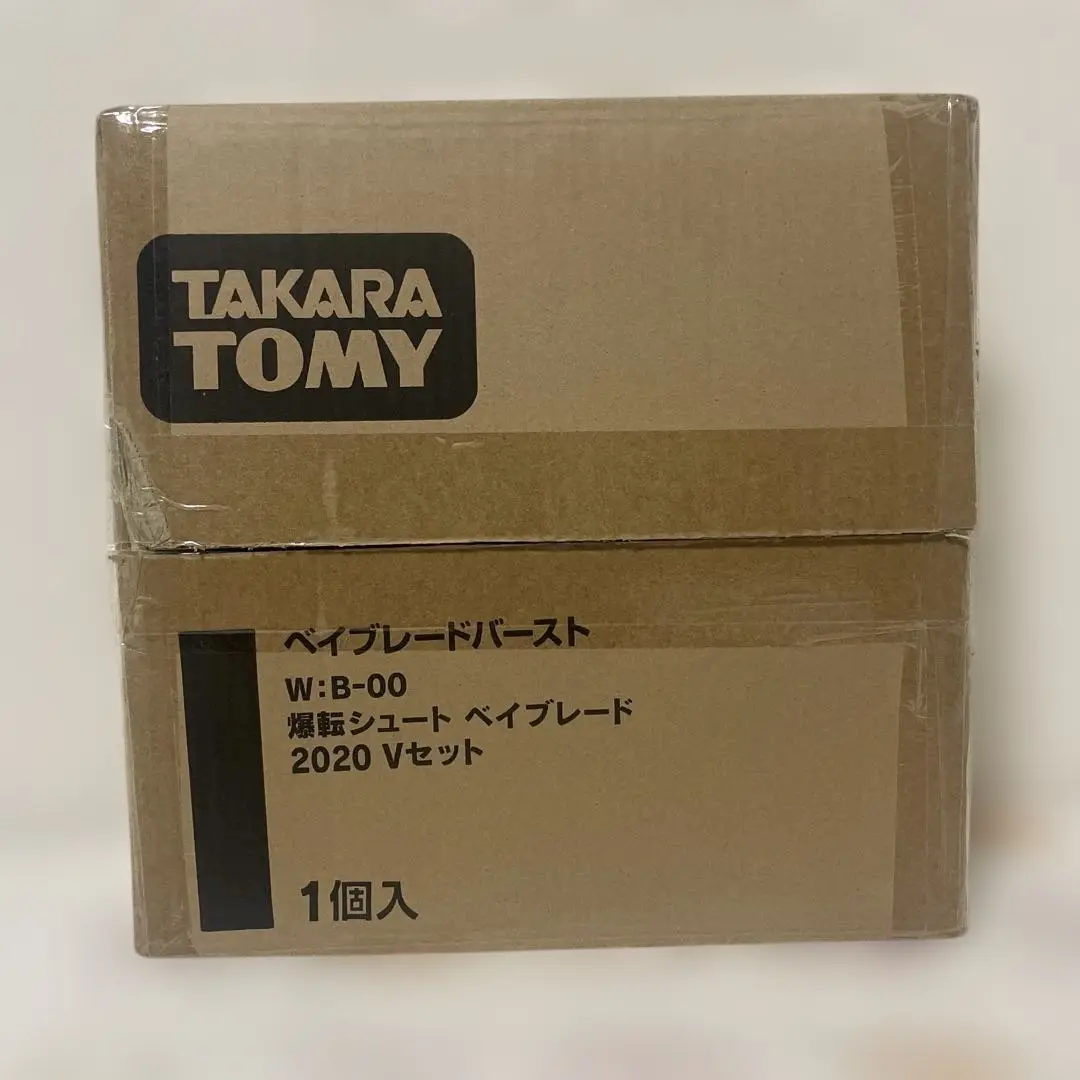 TAKARA
TOMY
ベイブレードバースト
W:B-00
爆転シュート ベイブレード
2020 Vセット
1個入